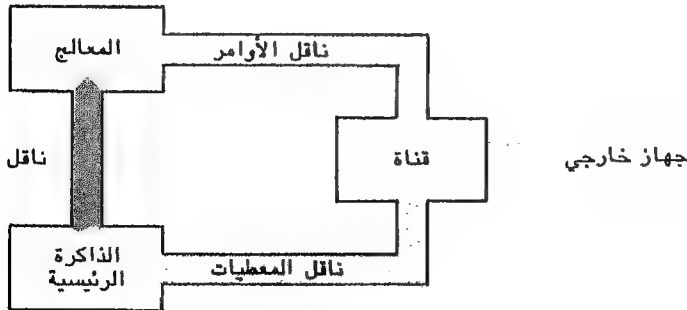 المعالج
ناقل الأوامر
ناقل
قناة
جهاز خارجي
الذاكرة
الرئيسية
ناقل المعطيات